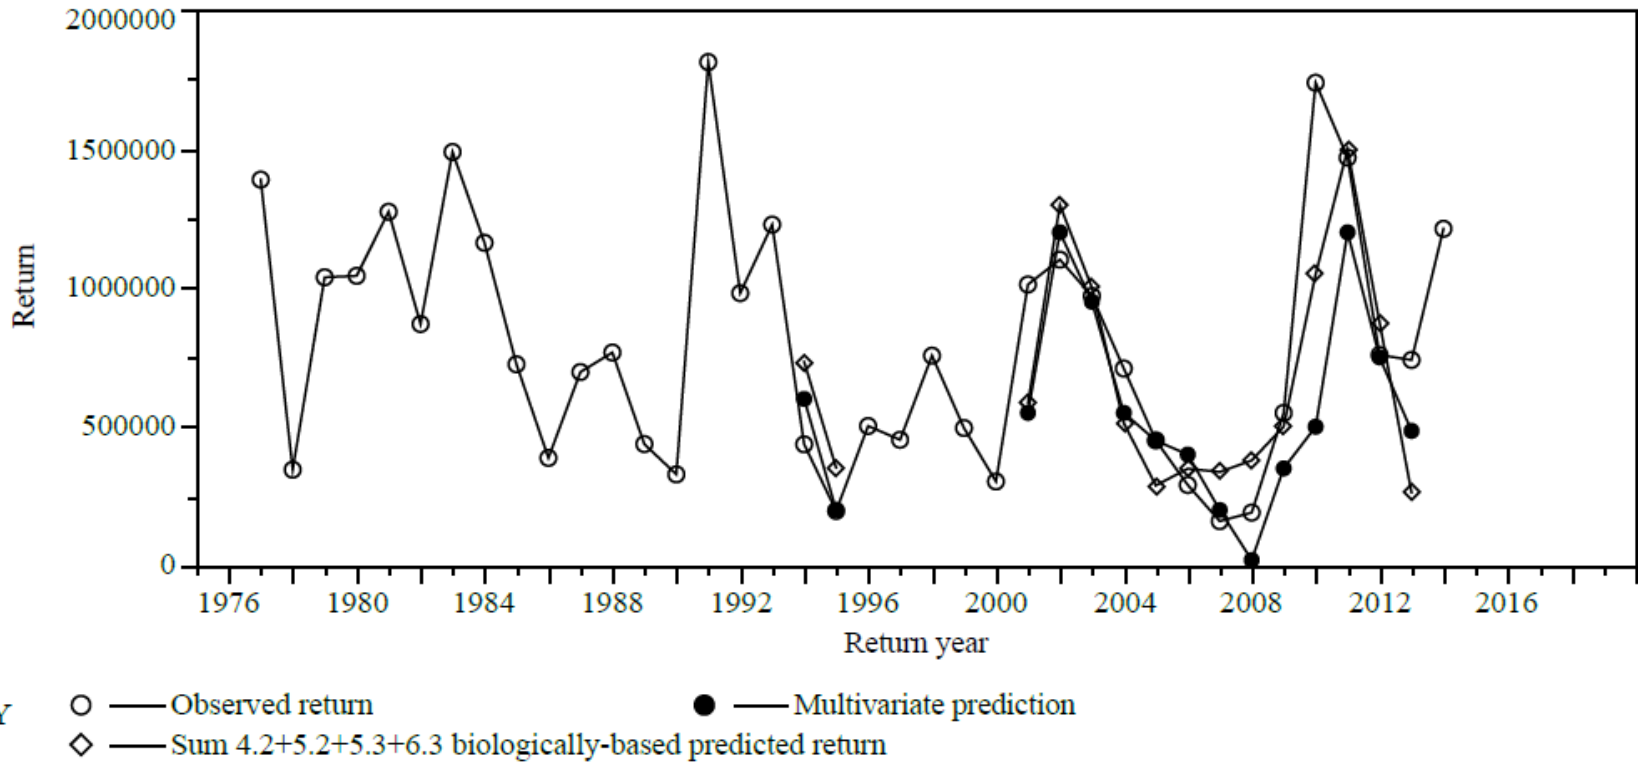 2000000
1500000
1000000
500000
0
Return
1976 1980 1984 1988 1992 1996 2000 2004 2008 2012 2016
Return year
Y
Observed return
Multivariate prediction
Sum 4.2+5.2+5.3+6.3 biologically-based predicted return